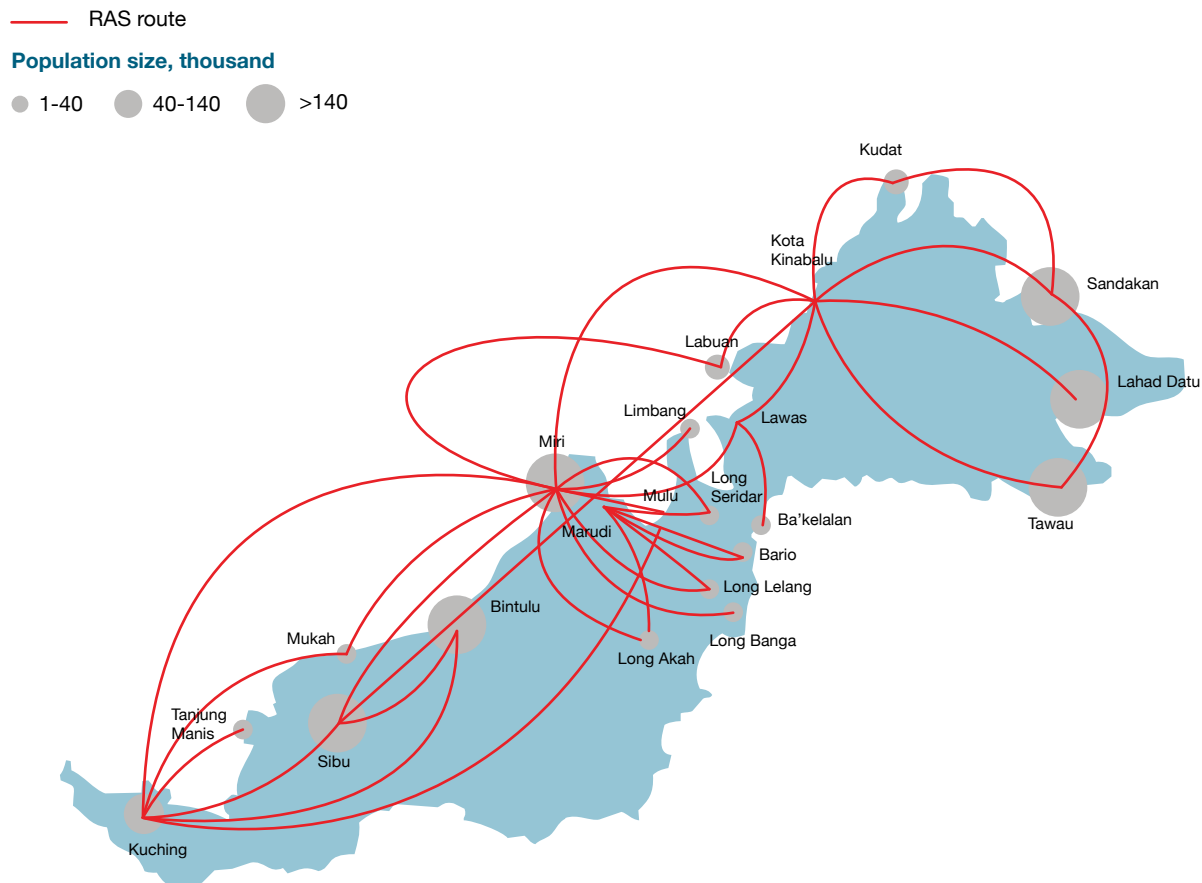 RAS route
Population size, thousand
1-40
40-140
>140
Kudat
Kota
Kinabalu
Sandakan
Labuan
Lahad Datu
Limbang
Lawas
Miri
Long
Seridar
Mulu
Marudi
Ba’kelalan
Tawau
Bario
Long Lelang
Bintulu
Mukah
Long Banga
Long Akah
Tanjung
Manis
Sibu
Kuching